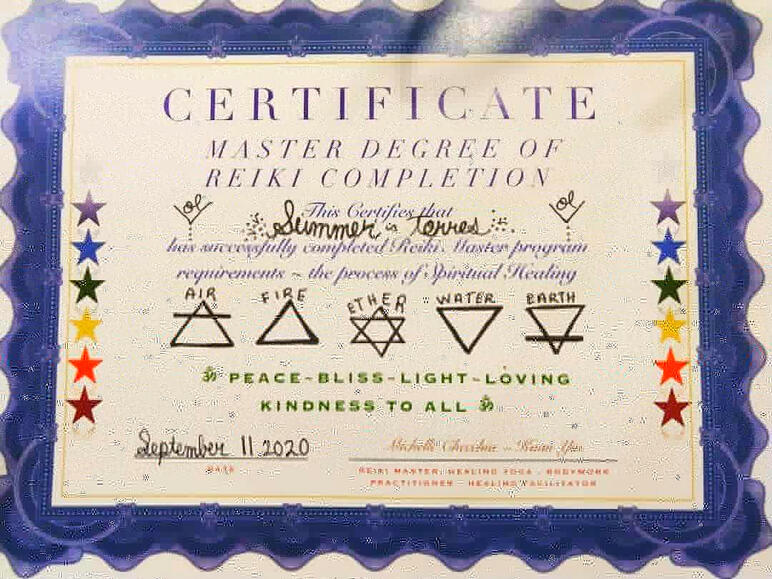 CERTIFICATE
MASTER DEGREE OF
REIKI COMPLETION
This Certifies that
Summer Torres
has successfully completed Reiki Master program
requirements ~ the process of Spiritual Healing
AIR FIRE ETHER WATER EARTH
ॐ PEACE~BLISS~LIGHT~LOVING
KINDNESS TO ALL ॐ
September 11 2020
DATE
Michelle
REIKI MASTER, HEALING YOGA - BODYWORK
PRACTITIONER - HEALING FACILITATOR